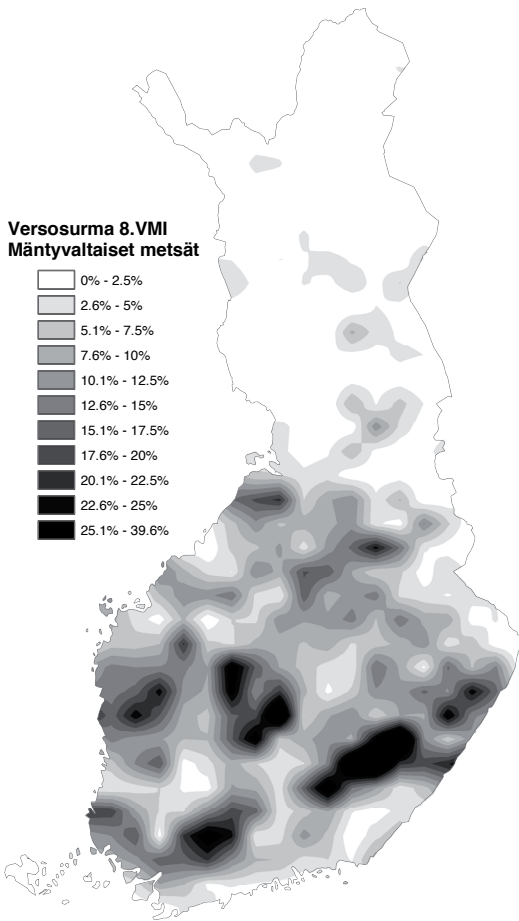 Versosurma 8.VMI
Mäntyvaltaiset metsät
0% - 2.5%
2.6% - 5%
5.1% - 7.5%
7.6% - 10%
10.1% - 12.5%
12.6% - 15%
15.1% - 17.5%
17.6% - 20%
20.1% - 22.5%
22.6% - 25%
25.1% - 39.6%